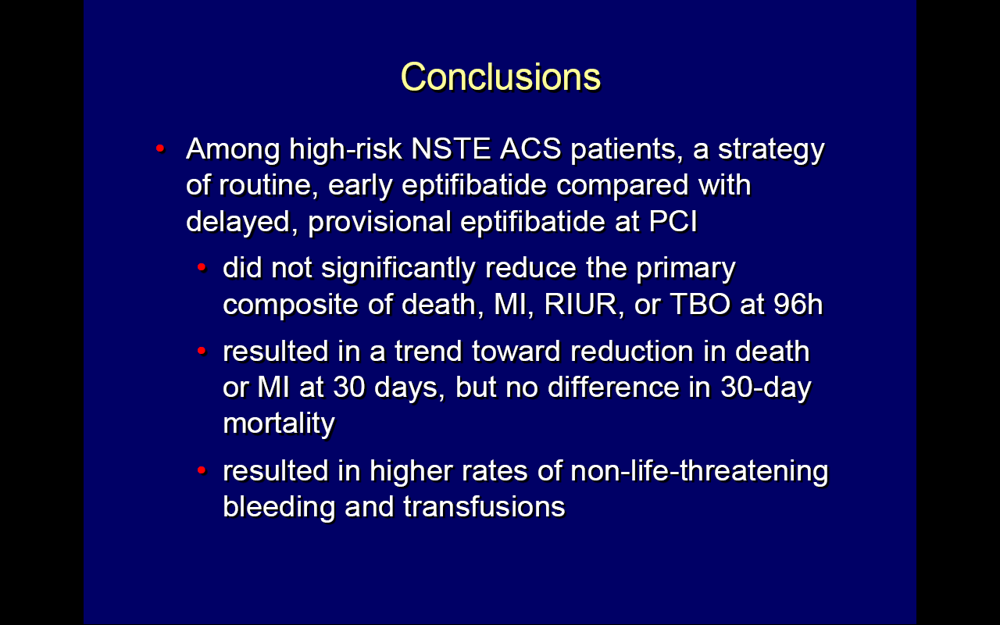 Conclusions
• Among high-risk NSTE ACS patients, a strategy
of routine, early eptifibatide compared with
delayed, provisional eptifibatide at PCI
• did not significantly reduce the primary
composite of death, MI, RIUR, or TBO at 96h
• resulted in a trend toward reduction in death
or MI at 30 days, but no difference in 30-day
mortality
• resulted in higher rates of non-life-threatening
bleeding and transfusions